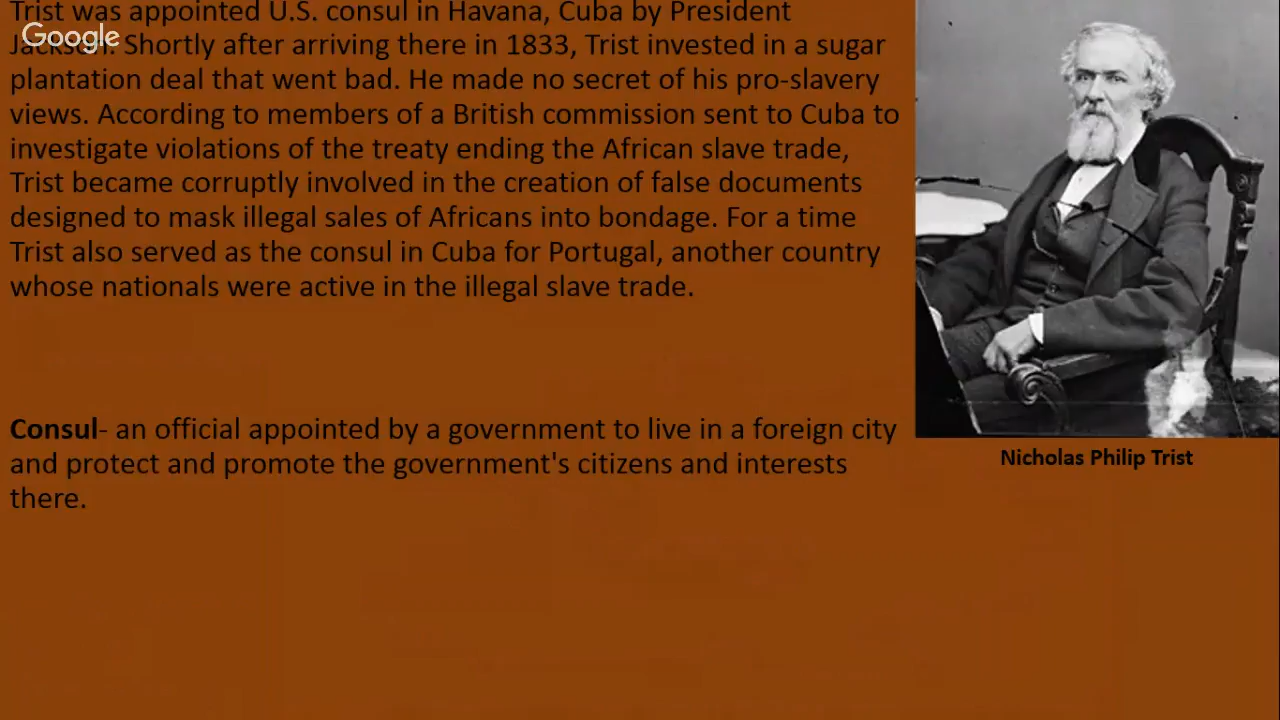 Trist was appointed U.S. consul in Havana, Cuba by President
Google
Shortly after arriving there in 1833, Trist invested in a sugar
plantation deal that went bad. He made no secret of his pro-slavery
views. According to members of a British commission sent to Cuba to
investigate violations of the treaty ending the African slave trade,
Trist became corruptly involved in the creation of false documents
designed to mask illegal sales of Africans into bondage. For a time
Trist also served as the consul in Cuba for Portugal, another country
whose nationals were active in the illegal slave trade.
Consul- an official appointed by a government to live in a foreign city
and protect and promote the government's citizens and interests
there.
Nicholas Philip Trist